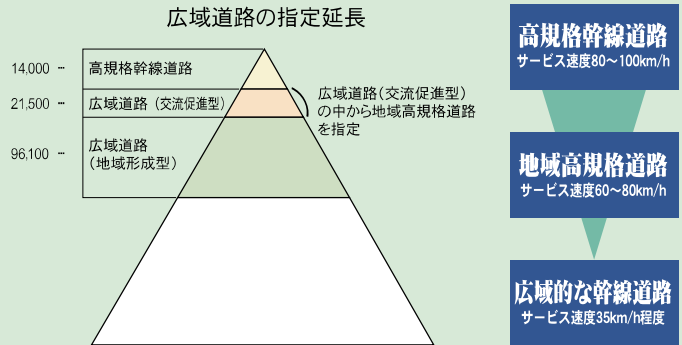 広域道路の指定延長
14,000 …
高規格幹線道路
21,500 …
広域道路（交流促進型）
96,100 …
広域道路
（地域形成型）
広域道路（交流促進型）
の中から地域高規格道路
を指定
高規格幹線道路
サービス速度80～100km/h
地域高規格道路
サービス速度60～80km/h
広域的な幹線道路
サービス速度35km/h程度